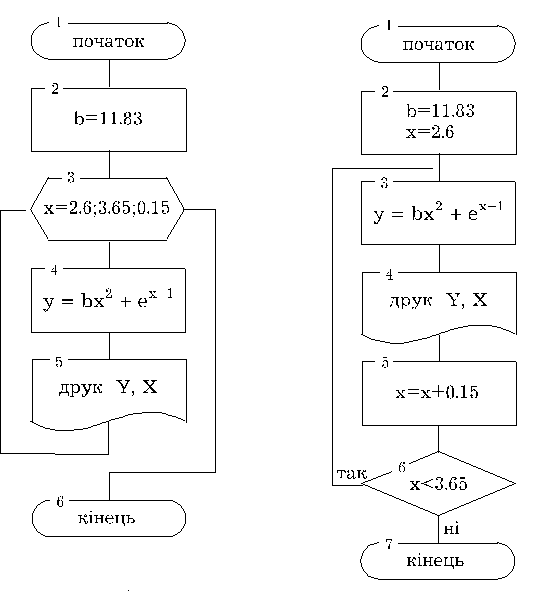 1
початок
2
b=11.83
3
x=2.6;3.65;0.15
4
y = bx² + eˣ⁻¹
5
друк Y, X
6
кінець
1
початок
2
b=11.83
x=2.6
3
y = bx² + eˣ⁻¹
4
друк Y, X
5
x=x+0.15
6
так
x<3.65
ні
7
кінець